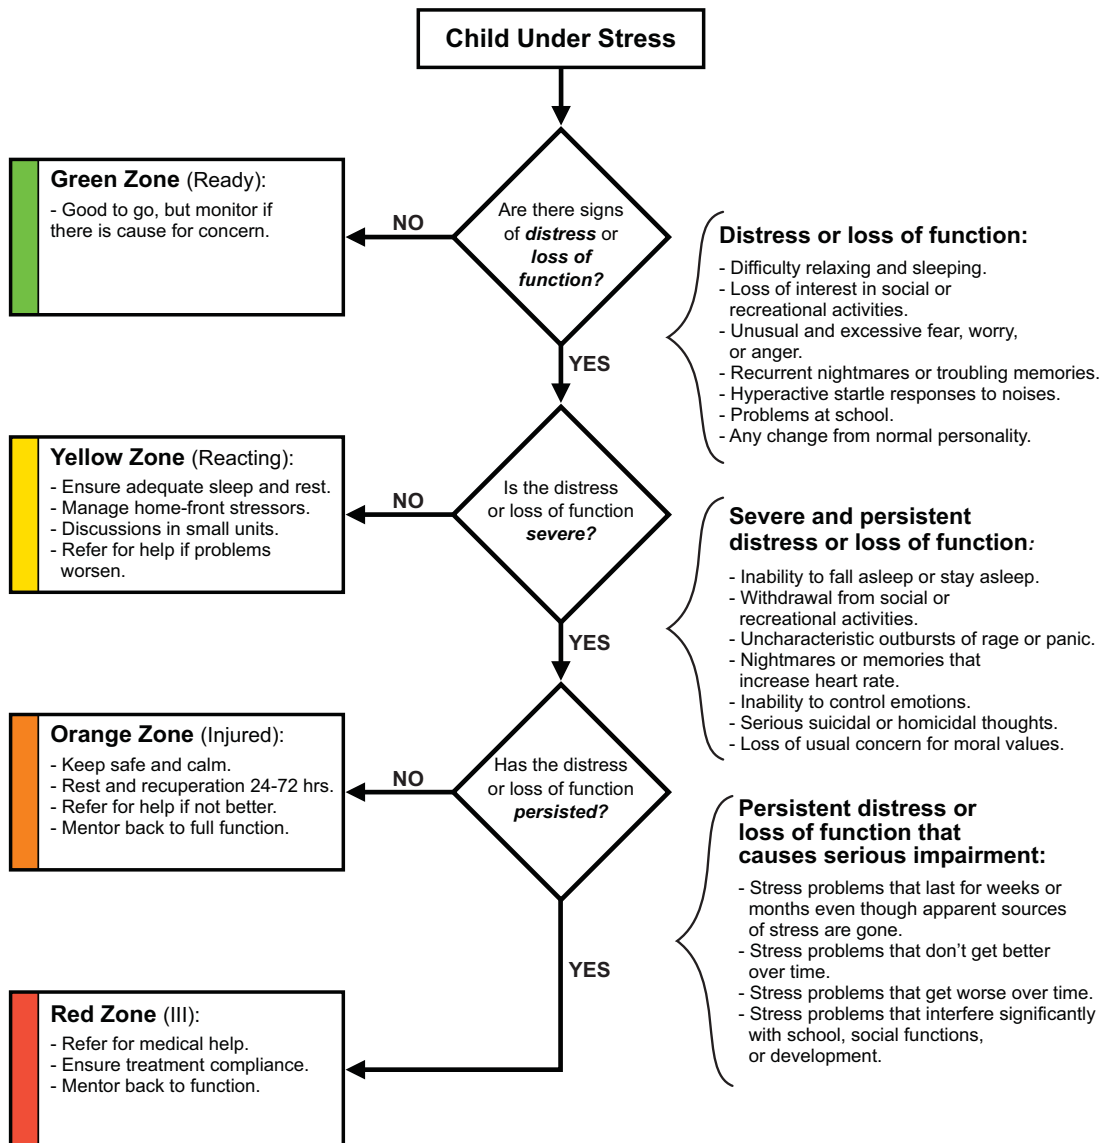 Child Under Stress
Are there signs
of distress or
loss of
function?
NO
Green Zone (Ready):
- Good to go, but monitor if
there is cause for concern.
Distress or loss of function:
- Difficulty relaxing and sleeping.
- Loss of interest in social or
recreational activities.
- Unusual and excessive fear, worry,
or anger.
- Recurrent nightmares or troubling memories.
- Hyperactive startle responses to noises.
- Problems at school.
- Any change from normal personality.
YES
Is the distress
or loss of function
severe?
NO
Yellow Zone (Reacting):
- Ensure adequate sleep and rest.
- Manage home-front stressors.
- Discussions in small units.
- Refer for help if problems
worsen.
Severe and persistent
distress or loss of function:
- Inability to fall asleep or stay asleep.
- Withdrawal from social or
recreational activities.
- Uncharacteristic outbursts of rage or panic.
- Nightmares or memories that
increase heart rate.
- Inability to control emotions.
- Serious suicidal or homicidal thoughts.
- Loss of usual concern for moral values.
YES
Has the distress
or loss of function
persisted?
NO
Orange Zone (Injured):
- Keep safe and calm.
- Rest and recuperation 24-72 hrs.
- Refer for help if not better.
- Mentor back to full function.
Persistent distress or
loss of function that
causes serious impairment:
- Stress problems that last for weeks or
months even though apparent sources
of stress are gone.
- Stress problems that don’t get better
over time.
- Stress problems that get worse over time.
- Stress problems that interfere significantly
with school, social functions,
or development.
YES
Red Zone (III):
- Refer for medical help.
- Ensure treatment compliance.
- Mentor back to function.